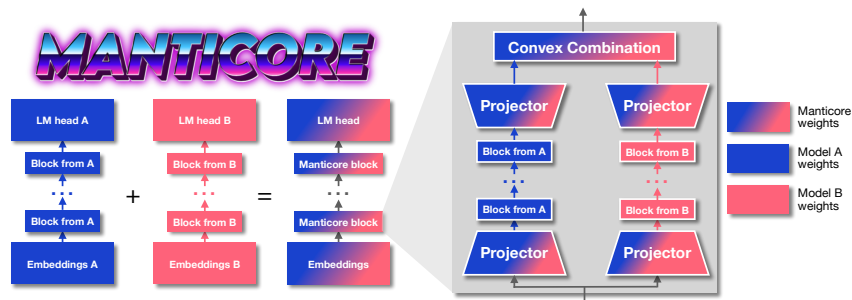 MANTICORE
LM head A
Block from A
...
Block from A
Embeddings A
+
LM head B
Block from B
...
Block from B
Embeddings B
=
LM head
Manticore block
...
Manticore block
Embeddings
Convex Combination
Projector
Block from A
...
Block from A
Projector
Projector
Block from B
...
Block from B
Projector
Manticore
weights
Model A
weights
Model B
weights